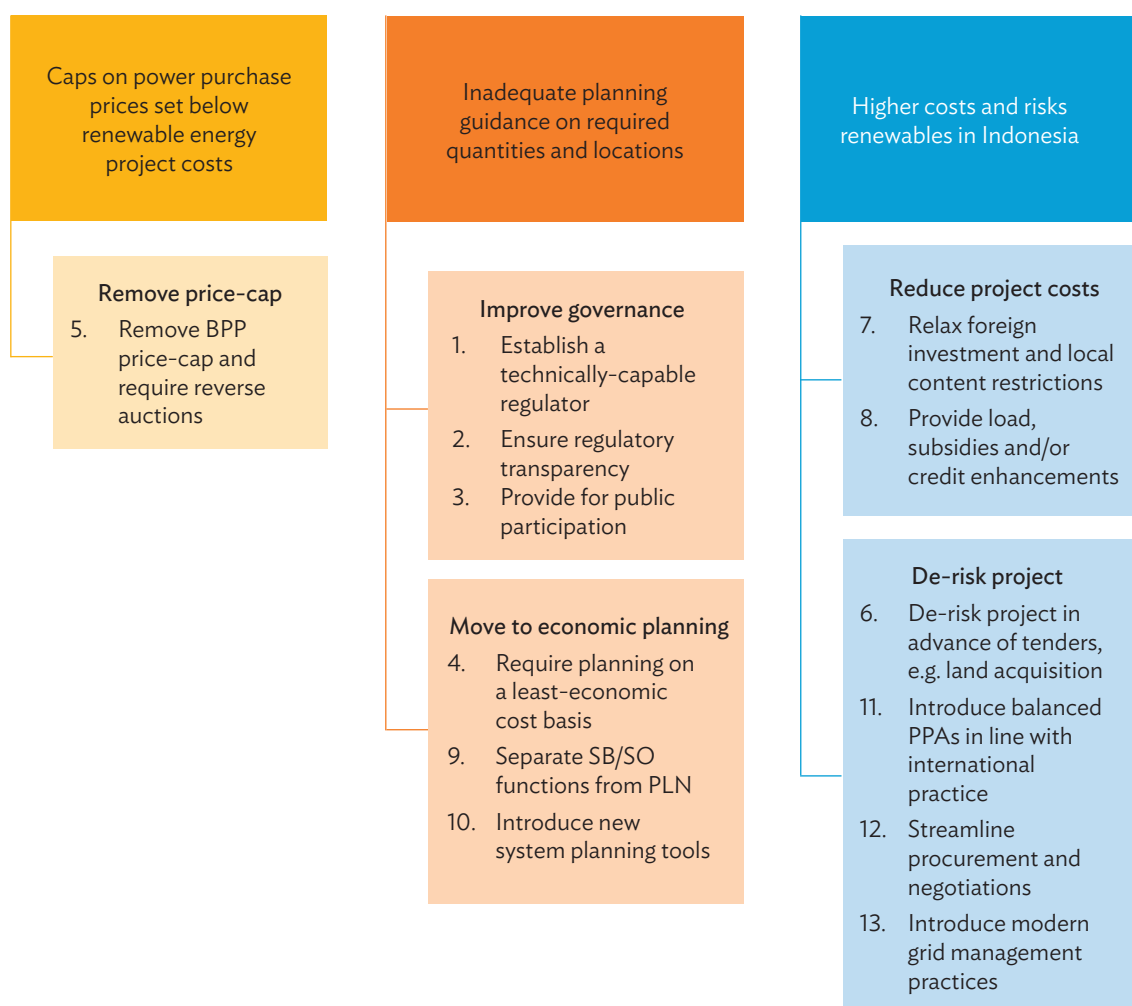 Caps on power purchase
prices set below
renewable energy
project costs
Remove price-cap
5. Remove BPP
price-cap and
require reverse
auctions
Inadequate planning
guidance on required
quantities and locations
Improve governance
1. Establish a
technically-capable
regulator
2. Ensure regulatory
transparency
3. Provide for public
participation
Move to economic planning
4. Require planning on
a least-economic
cost basis
9. Separate SB/SO
functions from PLN
10. Introduce new
system planning tools
Higher costs and risks
renewables in Indonesia
Reduce project costs
7. Relax foreign
investment and local
content restrictions
8. Provide load,
subsidies and/or
credit enhancements
De-risk project
6. De-risk project in
advance of tenders,
e.g. land acquisition
11. Introduce balanced
PPAs in line with
international
practice
12. Streamline
procurement and
negotiations
13. Introduce modern
grid management
practices